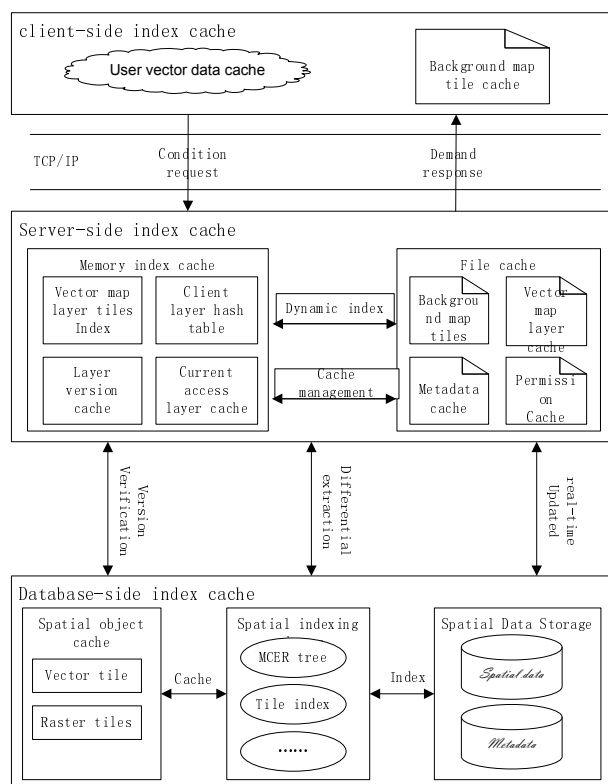 client-side index cache
User vector data cache
Background map
tile cache
TCP/IP
Condition
request
Demand
response
Server-side index cache
Memory index cache
Vector map
layer tiles
Index
Client
layer hash
table
Layer
version
cache
Current
access
layer cache
Dynamic index
Cache
management
File cache
Backgrou
nd map
tiles
Vector
map
layer
cache
Metadata
cache
Permissi
on
Cache
Version
Verification
Differential
extraction
real-time
Updated
Database-side index cache
Spatial object
cache
Vector tile
Raster tiles
Cache
Spatial indexing
MCER tree
Tile index
……
Index
Spatial Data Storage
Spatial data
Metadata